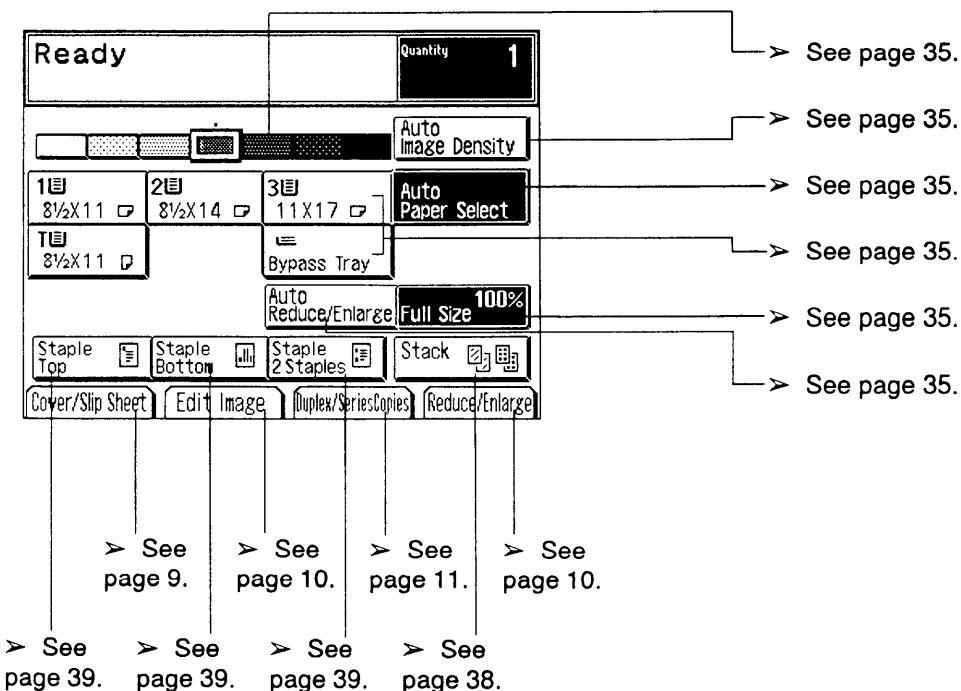 Ready
Quantity 1
➢ See page 35.
Auto
Image Density
➢ See page 35.
1 8½X11
2 8½X14
3 11X17
Auto
Paper Select
➢ See page 35.
T 8½X11
Bypass Tray
➢ See page 35.
Auto
Reduce/Enlarge
100%
Full Size
➢ See page 35.
➢ See page 35.
Staple
Top
Staple
Bottom
Staple
2 Staples
Stack
Cover/Slip Sheet
Edit Image
Duplex/SeriesCopies
Reduce/Enlarge
➢ See
page 9.
➢ See
page 10.
➢ See
page 11.
➢ See
page 10.
➢ See
page 39.
➢ See
page 39.
➢ See
page 39.
➢ See
page 38.